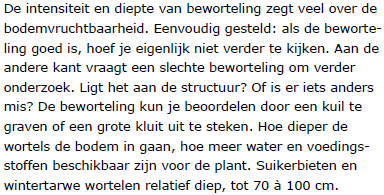 De intensiteit en diepte van beworteling zegt veel over de
bodemvruchtbaarheid. Eenvoudig gesteld: als de beworte-
ling goed is, hoef je eigenlijk niet verder te kijken. Aan de
andere kant vraagt een slechte beworteling om verder
onderzoek. Ligt het aan de structuur? Of is er iets anders
mis? De beworteling kun je beoordelen door een kuil te
graven of een grote kluit uit te steken. Hoe dieper de
wortels de bodem in gaan, hoe meer water en voedings-
stoffen beschikbaar zijn voor de plant. Suikerbieten en
wintertarwe wortelen relatief diep, tot 70 à 100 cm.